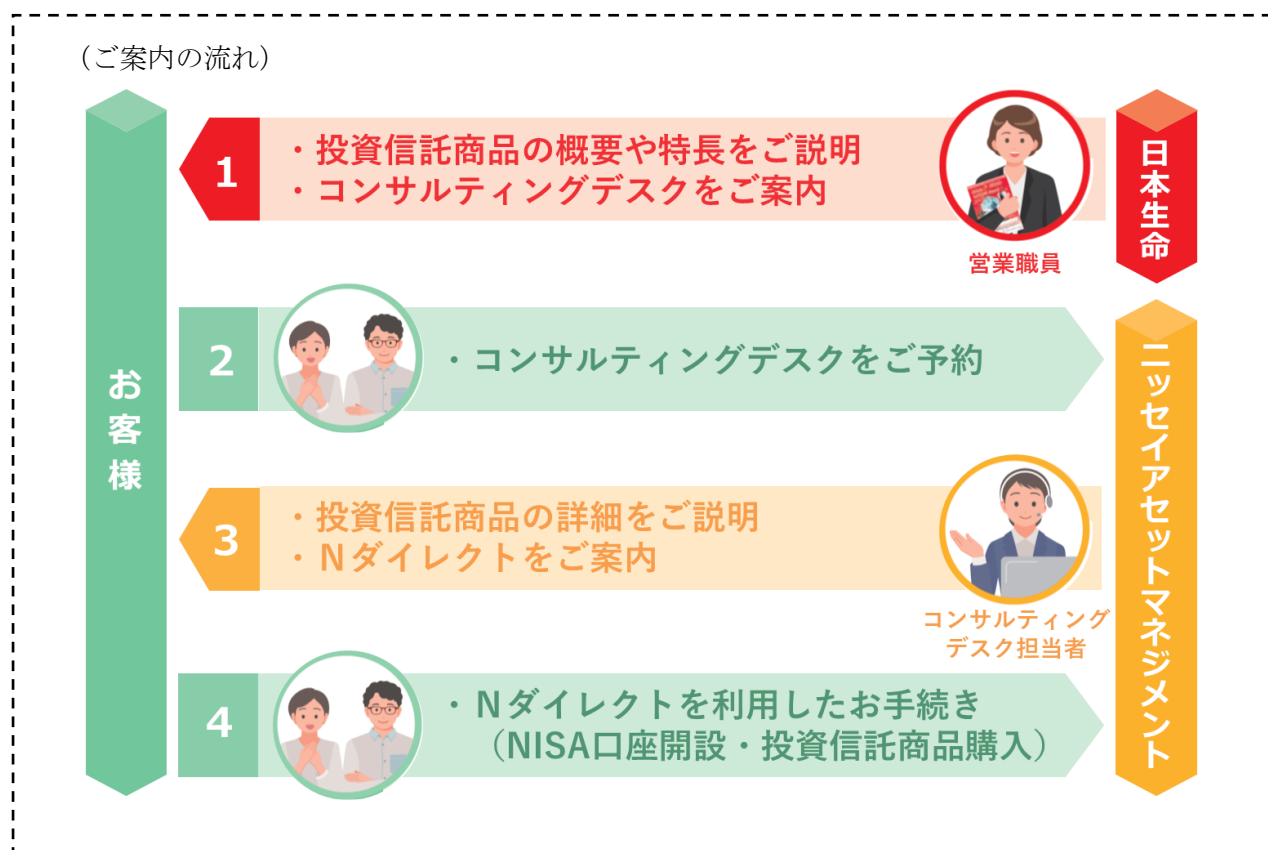 （ご案内の流れ）
お客様
1
・投資信託商品の概要や特長をご説明
・コンサルティングデスクをご案内
営業職員
日本生命
2
・コンサルティングデスクをご予約
3
・投資信託商品の詳細をご説明
・Ｎダイレクトをご案内
コンサルティング
デスク担当者
4
・Ｎダイレクトを利用したお手続き
（NISA口座開設・投資信託商品購入）
ニッセイアセットマネジメント